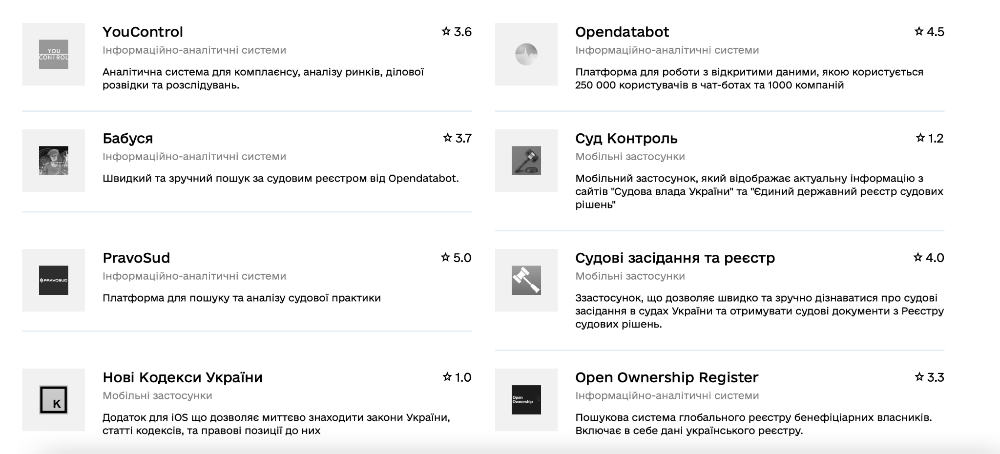 YouControl
☆ 3.6
Інформаційно-аналітичні системи
YOU
CONTROL
Аналітична система для комплаєнсу, аналізу ринків, ділової
розвідки та розслідувань.
Opendatabot
☆ 4.5
Інформаційно-аналітичні системи
Платформа для роботи з відкритими даними, якою користується
250 000 користувачів в чат-ботах та 1000 компаній
Бабуся
☆ 3.7
Інформаційно-аналітичні системи
Швидкий та зручний пошук за судовим реєстром від Opendatabot.
Суд Контроль
☆ 1.2
Мобільні застосунки
Мобільний застосунок, який відображає актуальну інформацію з
сайтів "Судова влада України" та "Єдиний державний реєстр судових
рішень"
PravoSud
☆ 5.0
Інформаційно-аналітичні системи
PRAVOSUD
Платформа для пошуку та аналізу судової практики
Судові засідання та реєстр
☆ 4.0
Мобільні застосунки
Ззастосунок, що дозволяє швидко та зручно дізнаватися про судові
засідання в судах України та отримувати судові документи з Реєстру
судових рішень.
Нові Кодекси України
☆ 1.0
Мобільні застосунки
K
Додаток для iOS що дозволяє миттєво знаходити закони України,
статті кодексів, та правові позиції до них
Open Ownership Register
☆ 3.3
Інформаційно-аналітичні системи
Open
Ownership
Пошукова система глобального реєстру бенефіціарних власників.
Включає в себе дані українського реєстру.